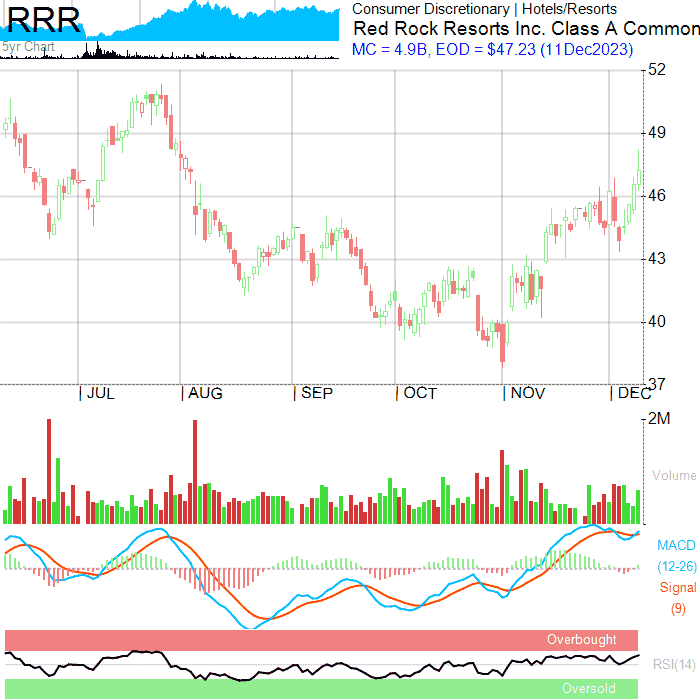 RRR
5yr Chart
Consumer Discretionary | Hotels/Resorts
Red Rock Resorts Inc. Class A Common
MC = 4.9B, EOD = $47.23 (11Dec2023)
52
49
46
43
40
37
| JUL | AUG | SEP | OCT | NOV | DEC
2M
Volume
MACD
(12-26)
Signal
(9)
Overbought
RSI(14)
Oversold